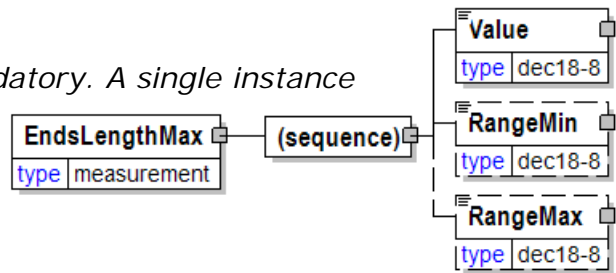 Value
type dec18-8
datory. A single instance
EndsLengthMax
type measurement
(sequence)
RangeMin
type dec18-8
RangeMax
type dec18-8